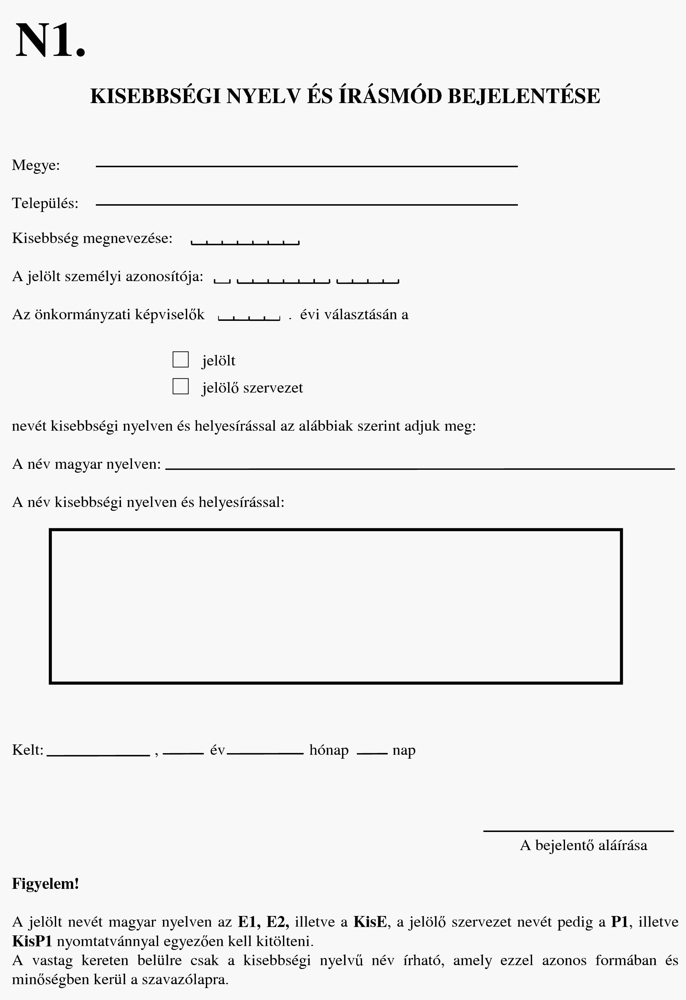 N1.
KISEBBSÉGI NYELV ÉS ÍRÁSMÓD BEJELENTÉSE
Megye:
Település:
Kisebbség megnevezése:
A jelölt személyi azonosítója:
Az önkormányzati képviselők . évi választásán a
jelölt
jelölő szervezet
nevét kisebbségi nyelven és helyesírással az alábbiak szerint adjuk meg:
A név magyar nyelven:
A név kisebbségi nyelven és helyesírással:
Kelt: , év hónap nap
A bejelentő aláírása
Figyelem!
A jelölt nevét magyar nyelven az E1, E2, illetve a KisE, a jelölő szervezet nevét pedig a P1, illetve
KisP1 nyomtatvánnyal egyezően kell kitölteni.
A vastag kereten belülre csak a kisebbségi nyelvű név írható, amely ezzel azonos formában és
minőségben kerül a szavazólapra.